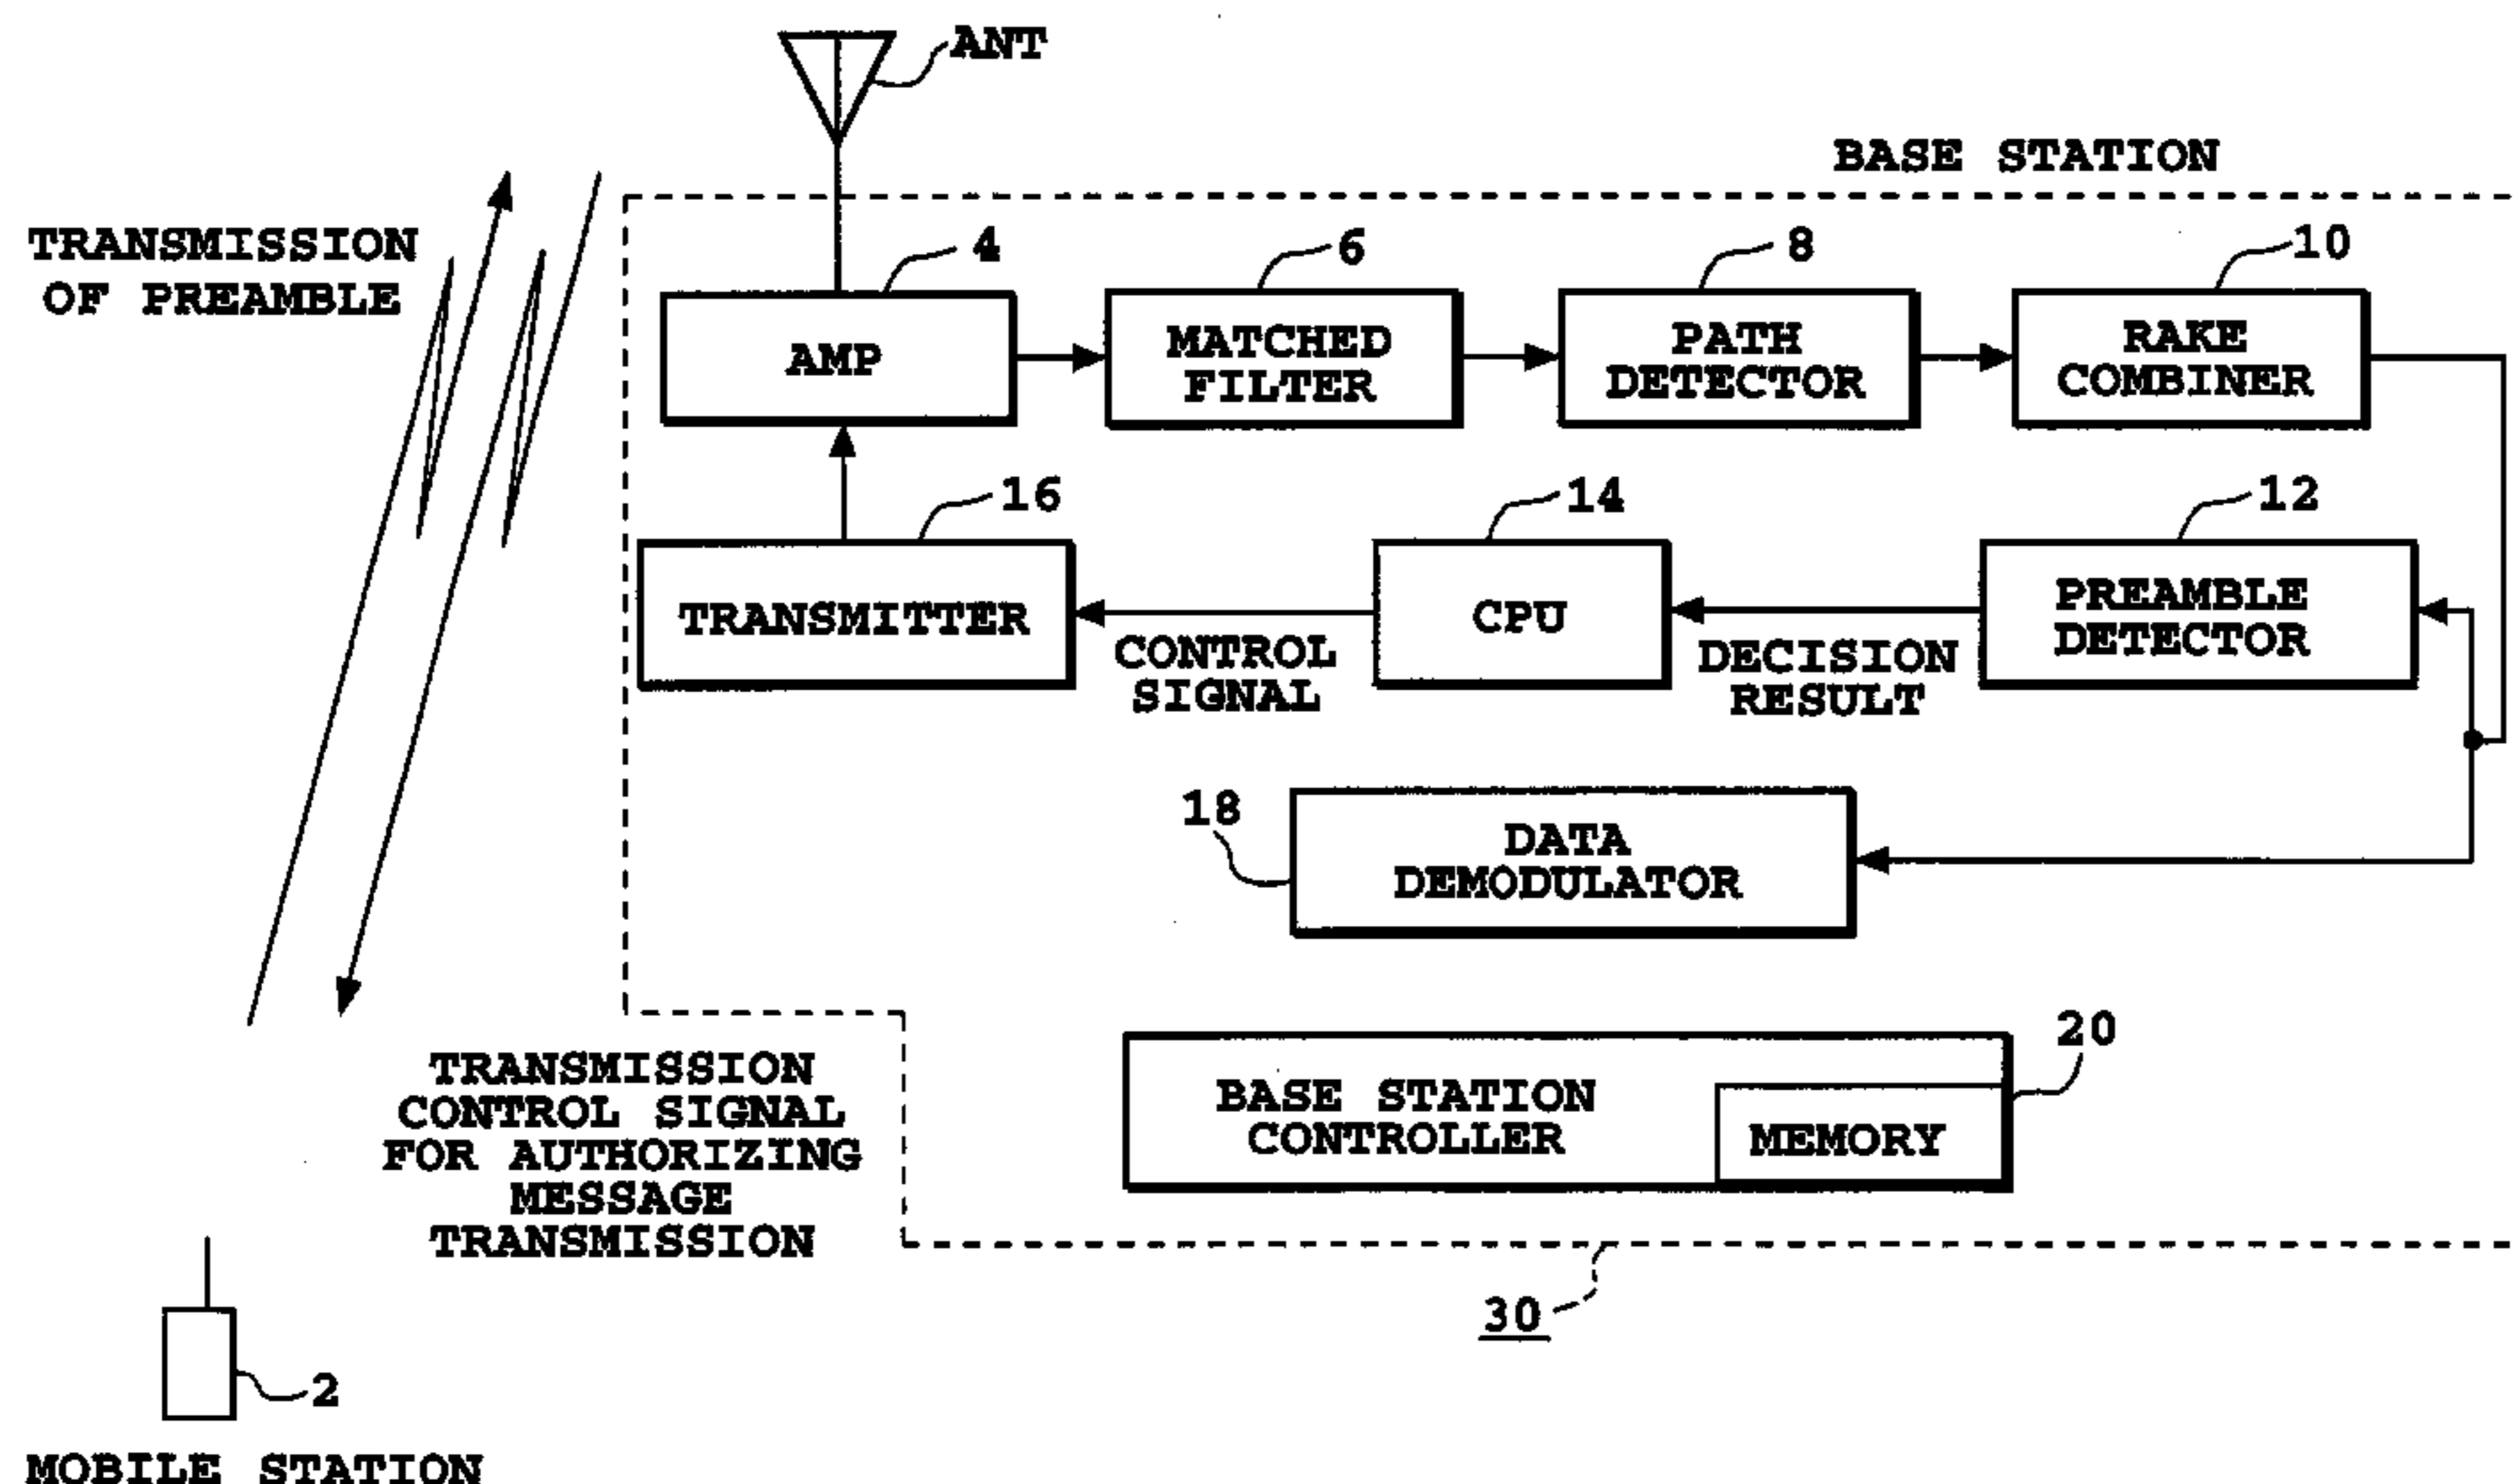 ANT
BASE STATION
TRANSMISSION
OF PREAMBLE
4
6
8
10
AMP
MATCHED
FILTER
PATH
DETECTOR
RAKE
COMBINER
16
14
12
TRANSMITTER
CONTROL
SIGNAL
CPU
DECISION
RESULT
PREAMBLE
DETECTOR
18
DATA
DEMODULATOR
20
BASE STATION
CONTROLLER
MEMORY
TRANSMISSION
CONTROL SIGNAL
FOR AUTHORIZING
MESSAGE
TRANSMISSION
30
2
MOBILE STATION